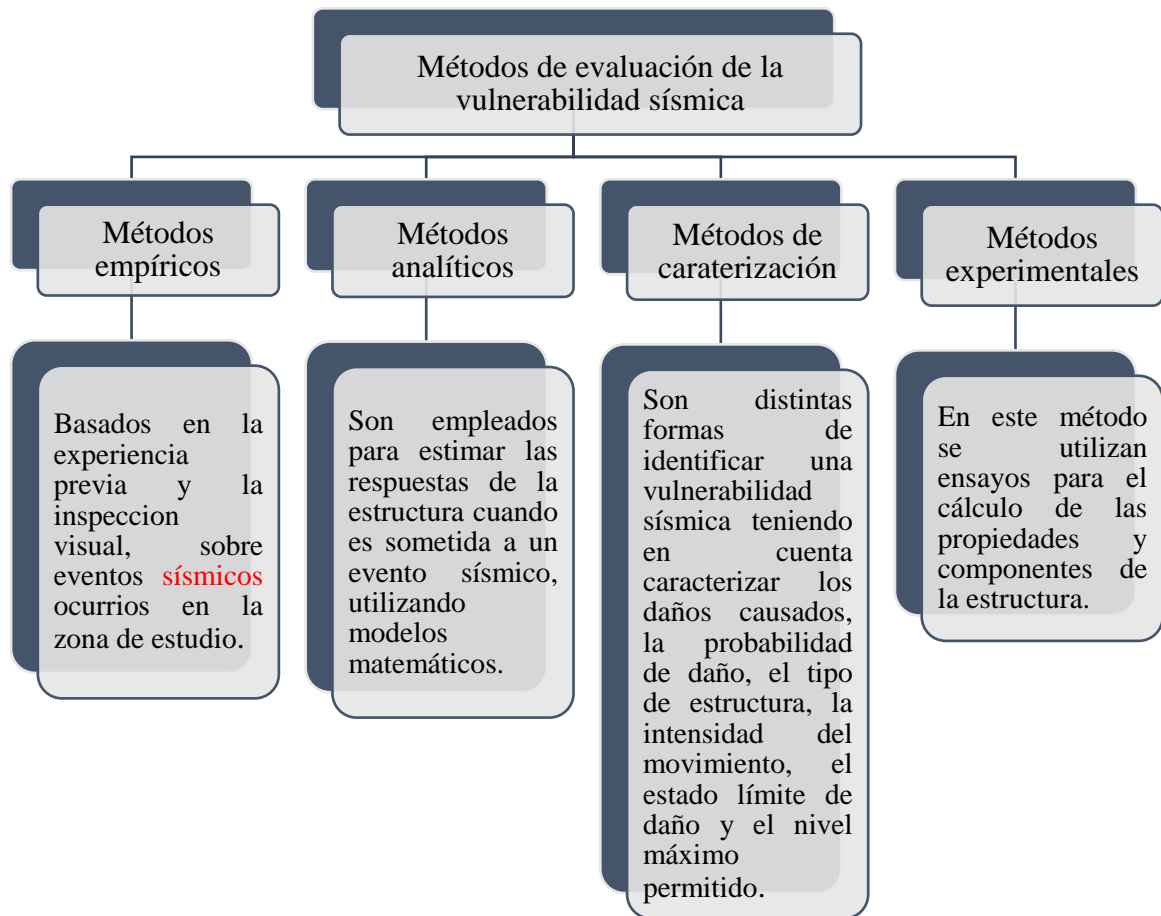 Métodos de evaluación de la
vulnerabilidad sísmica
Métodos
empíricos
Basados en la
experiencia
previa y la
inspeccion
visual, sobre
eventos sísmicos
ocurrios en la
zona de estudio.
Métodos
analíticos
Son empleados
para estimar las
respuestas de la
estructura cuando
es sometida a un
evento sísmico,
utilizando
modelos
matemáticos.
Métodos de
caraterización
Son distintas
formas de
identificar una
vulnerabilidad
sísmica teniendo
en cuenta
caracterizar los
daños causados,
la probabilidad
de daño, el tipo
de estructura, la
intensidad del
movimiento, el
estado límite de
daño y el nivel
máximo
permitido.
Métodos
experimentales
En este método
se utilizan
ensayos para el
cálculo de las
propiedades y
componentes de
la estructura.